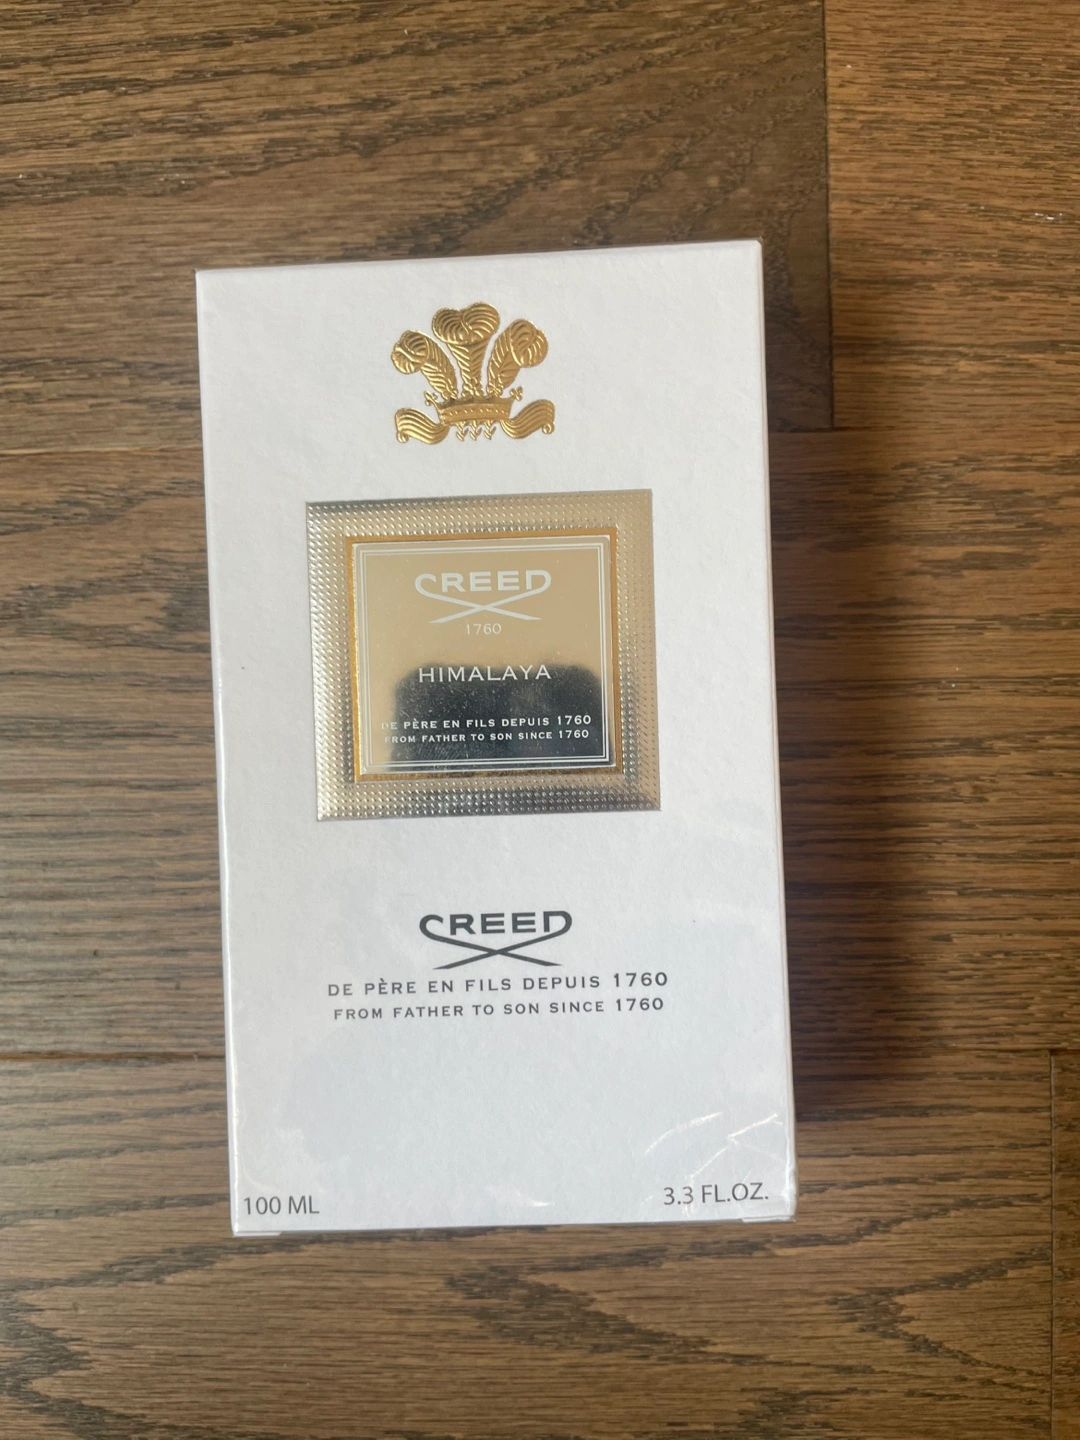 CREED
1760
HIMALAYA
DE PÈRE EN FILS DEPUIS 1760
FROM FATHER TO SON SINCE 1760
CREED
DE PÈRE EN FILS DEPUIS 1760
FROM FATHER TO SON SINCE 1760
100 ML 3.3 FL.OZ.